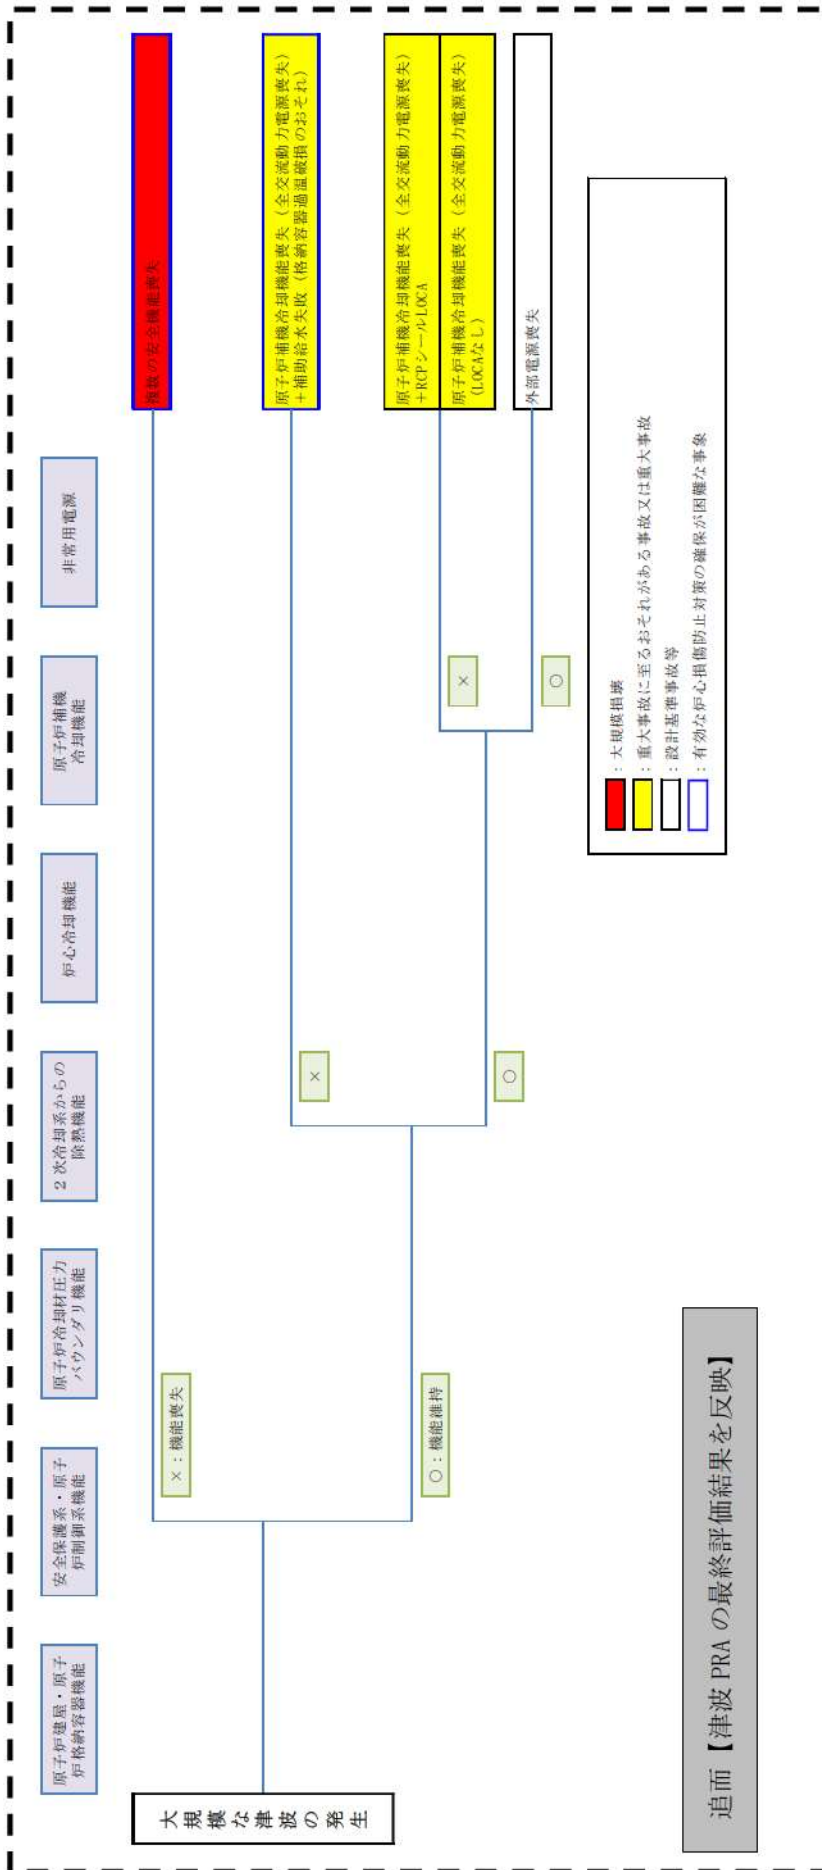 原子炉建屋・原子
炉格納容器機能
安全保護系・原子
炉制御系機能
原子炉冷却材圧力
バウンダリ機能
2次冷却系からの
除熱機能
炉心冷却機能
原子炉補機
冷却機能
非常用電源
大規模な津波の発生
×：機能喪失
○：機能維持
×
○
×
○
複数の安全機能喪失
原子炉補機冷却機能喪失（全交流動力電源喪失）
＋補助給水失敗（格納容器過温破損のおそれ）
原子炉補機冷却機能喪失（全交流動力電源喪失）
＋RCPシールLOCA
原子炉補機冷却機能喪失（全交流動力電源喪失）
（LOCAなし）
外部電源喪失
：大規模損壊
：重大事故に至るおそれがある事故又は重大事故
：設計基準事故等
：有効な炉心損傷防止対策の確保が困難な事象
追而【津波PRAの最終評価結果を反映】